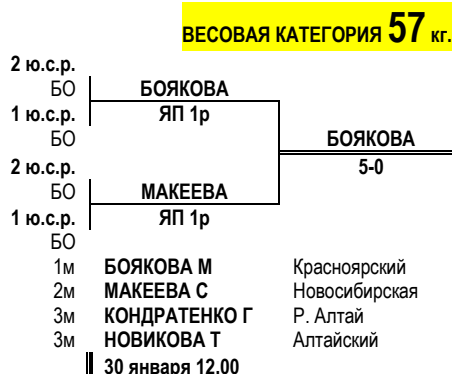 ВЕСОВАЯ КАТЕГОРИЯ 57 кг.
2 ю.с.р.
БО БОЯКОВА
1 ю.с.р. ЯП 1р
БО БОЯКОВА
2 ю.с.р. 5-0
БО МАКЕЕВА
1 ю.с.р. ЯП 1р
БО
1м БОЯКОВА М Красноярский
2м МАКЕЕВА С Новосибирская
3м КОНДРАТЕНКО Г Р. Алтай
3м НОВИКОВА Т Алтайский
30 января 12.00